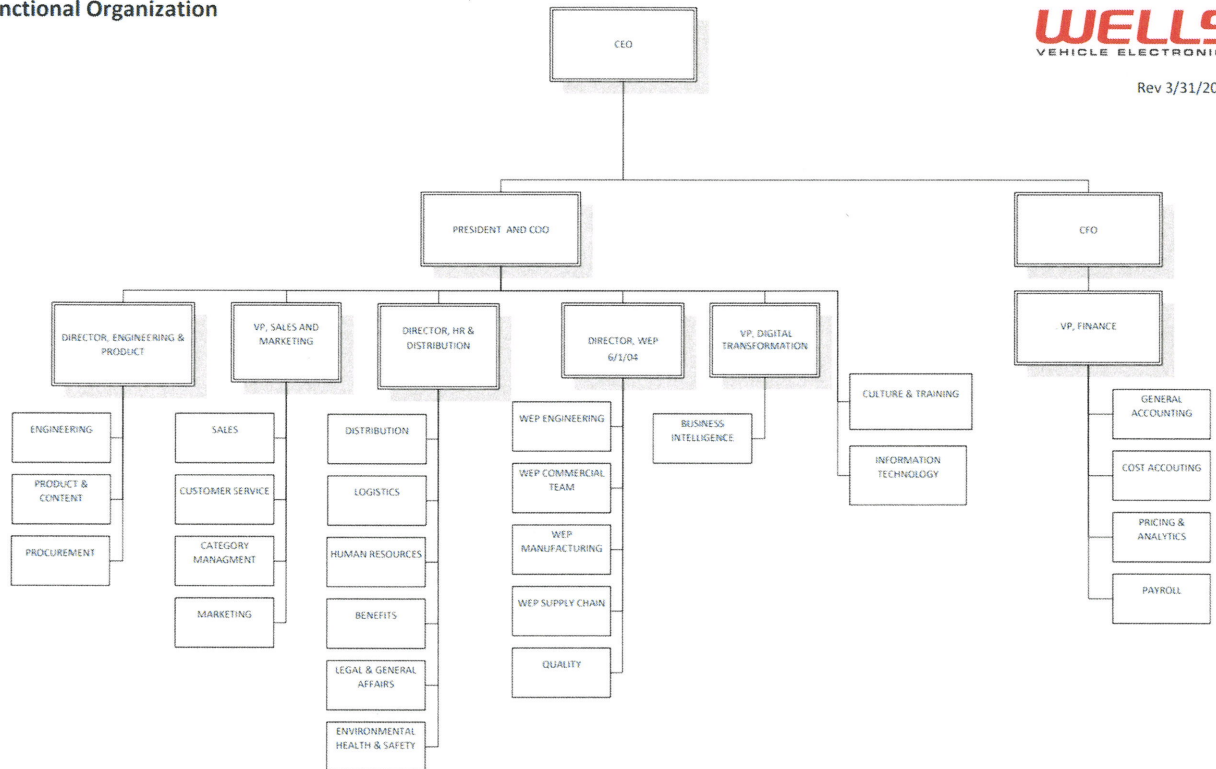 nctional Organization
WELLS
VEHICLE ELECTRONI
Rev 3/31/20
CEO
PRESIDENT AND COO
CFO
DIRECTOR, ENGINEERING &
PRODUCT
VP, SALES AND
MARKETING
DIRECTOR, HR &
DISTRIBUTION
DIRECTOR, WEP
6/1/04
VP, DIGITAL
TRANSFORMATION
VP, FINANCE
ENGINEERING
PRODUCT &
CONTENT
PROCUREMENT
SALES
CUSTOMER SERVICE
CATEGORY
MANAGMENT
MARKETING
DISTRIBUTION
LOGISTICS
HUMAN RESOURCES
BENEFITS
LEGAL & GENERAL
AFFAIRS
ENVIRONMENTAL
HEALTH & SAFETY
WEP ENGINEERING
WEP COMMERCIAL
TEAM
WEP
MANUFACTURING
WEP SUPPLY CHAIN
QUALITY
BUSINESS
INTELLIGENCE
CULTURE & TRAINING
INFORMATION
TECHNOLOGY
GENERAL
ACCOUNTING
COST ACCOUTING
PRICING &
ANALYTICS
PAYROLL